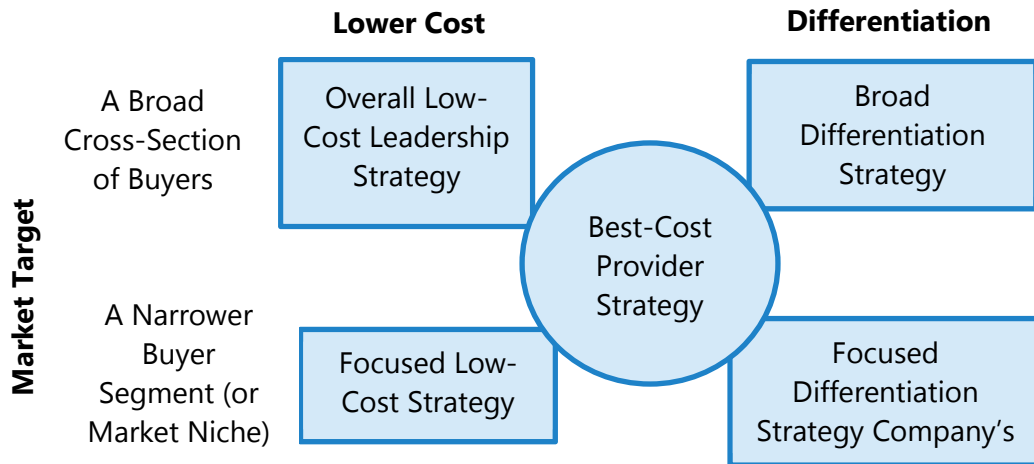 Lower Cost
Differentiation
Market Target
A Broad
Cross-Section
of Buyers
Overall Low-
Cost Leadership
Strategy
Broad
Differentiation
Strategy
Best-Cost
Provider
Strategy
A Narrower
Buyer
Segment (or
Market Niche)
Focused Low-
Cost Strategy
Focused
Differentiation
Strategy Company’s